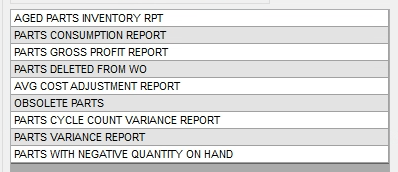 AGED PARTS INVENTORY RPT
PARTS CONSUMPTION REPORT
PARTS GROSS PROFIT REPORT
PARTS DELETED FROM WO
AVG COST ADJUSTMENT REPORT
OBSOLETE PARTS
PARTS CYCLE COUNT VARIANCE REPORT
PARTS VARIANCE REPORT
PARTS WITH NEGATIVE QUANTITY ON HAND